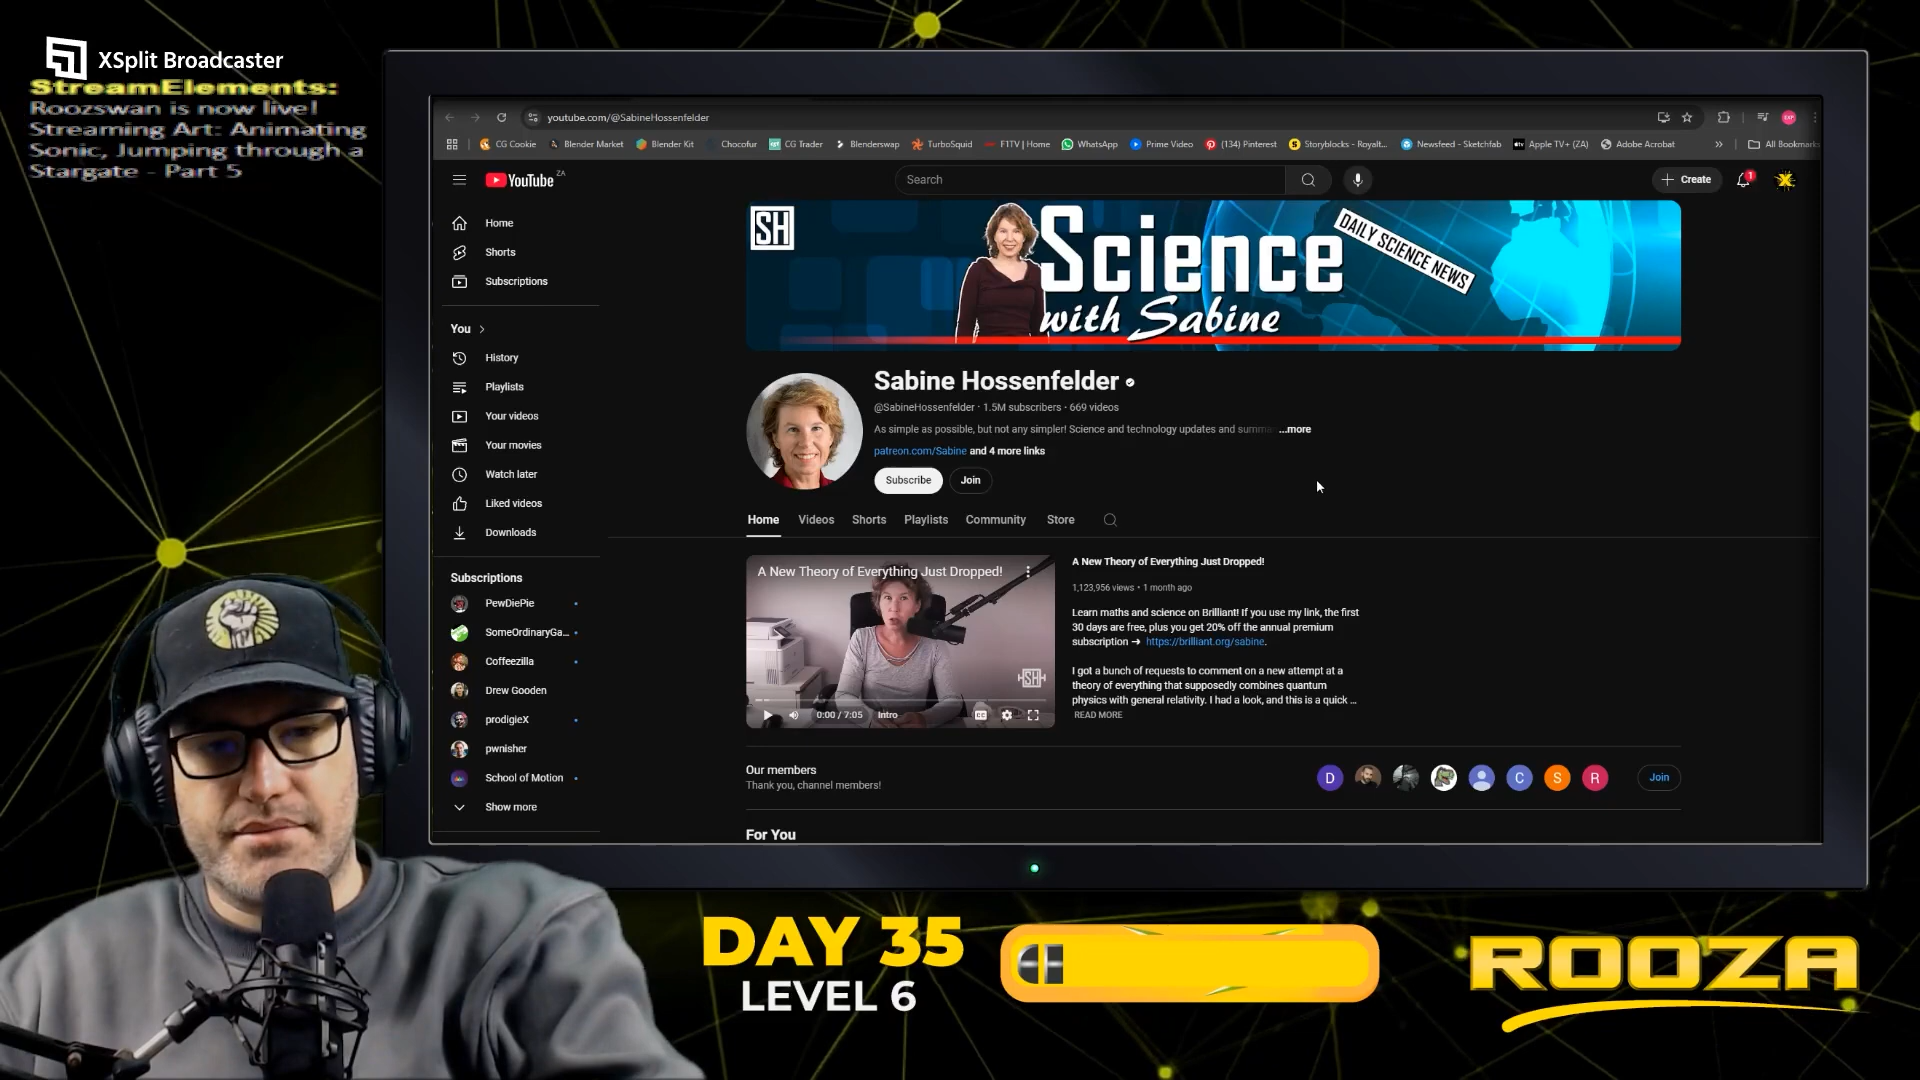 XSplit Broadcaster
StreamElements:
Roozswan is now live!
Streaming Art: Animating
Sonic, Jumping through a
Stargate - Part 5
youtube.com/@SabineHossenfelder
CG Cookie
Blender Market
Blender Kit
Chocofur
CG Trader
Blenderswap
TurboSquid
F1TV | Home
WhatsApp
Prime Video
(134) Pinterest
Storyblocks - Royalt...
Newsfeed - Sketchfab
Apple TV+ (ZA)
Adobe Acrobat
»
All Bookmarks
YouTube ZA
Search
Create
1
Home
Shorts
Subscriptions
You
History
Playlists
Your videos
Your movies
Watch later
Liked videos
Downloads
Subscriptions
PewDiePie
SomeOrdinaryGa...
Coffeezilla
Drew Gooden
prodigieX
pwnisher
School of Motion
Show more
SH
Science
with Sabine
DAILY SCIENCE NEWS
Sabine Hossenfelder
@SabineHossenfelder · 1.5M subscribers · 669 videos
As simple as possible, but not any simpler! Science and technology updates and summa ...more
patreon.com/Sabine and 4 more links
Subscribe
Join
Home
Videos
Shorts
Playlists
Community
Store
A New Theory of Everything Just Dropped!
SH
0:00 / 7:05
Intro
A New Theory of Everything Just Dropped!
1,123,956 views · 1 month ago
Learn maths and science on Brilliant! If you use my link, the first
30 days are free, plus you get 20% off the annual premium
subscription ➜ https://brilliant.org/sabine.
I got a bunch of requests to comment on a new attempt at a
theory of everything that supposedly combines quantum
physics with general relativity. I had a look, and this is a quick ...
READ MORE
Our members
Thank you, channel members!
D
C
S
R
Join
For You
DAY 35
LEVEL 6
ROOZA